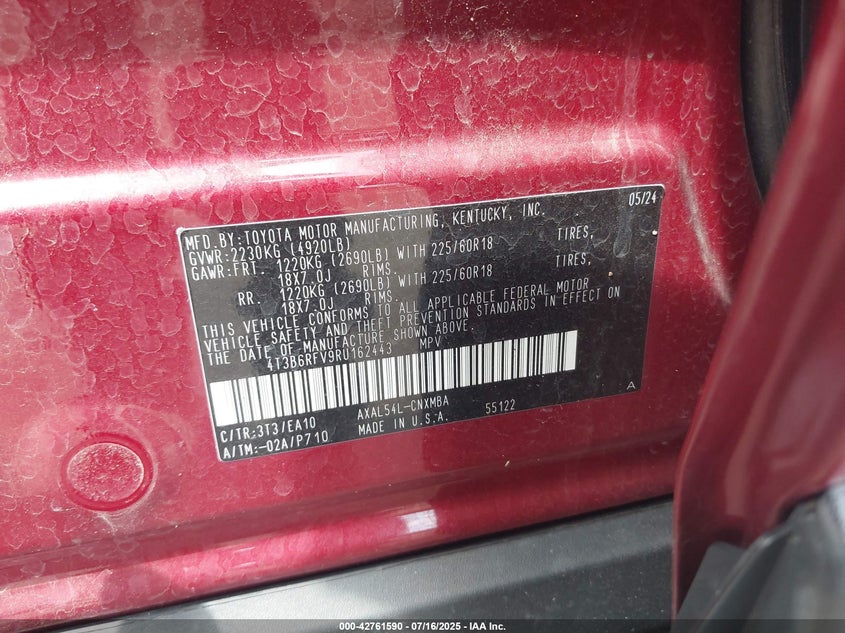 05/24
MFD. BY: TOYOTA MOTOR MANUFACTURING, KENTUCKY, INC.
GVWR: 2230KG (4920LB)
GAWR: FRT. 1220KG (2690LB) WITH 225/60R18 TIRES,
18X7.0J RIMS.
RR. 1220KG (2690LB) WITH 225/60R18 TIRES,
18X7.0J RIMS.
THIS VEHICLE CONFORMS TO ALL APPLICABLE FEDERAL MOTOR
VEHICLE SAFETY AND THEFT PREVENTION STANDARDS IN EFFECT ON
THE DATE OF MANUFACTURE SHOWN ABOVE.
4T3B6RFV9RU162443 MPV
C/TR: 3T3/EA10 AXAL54L-CNXMBA 55122 A
A/TM: -02A/P710 MADE IN U.S.A.
000-42761590 - 07/16/2025 - IAA Inc.